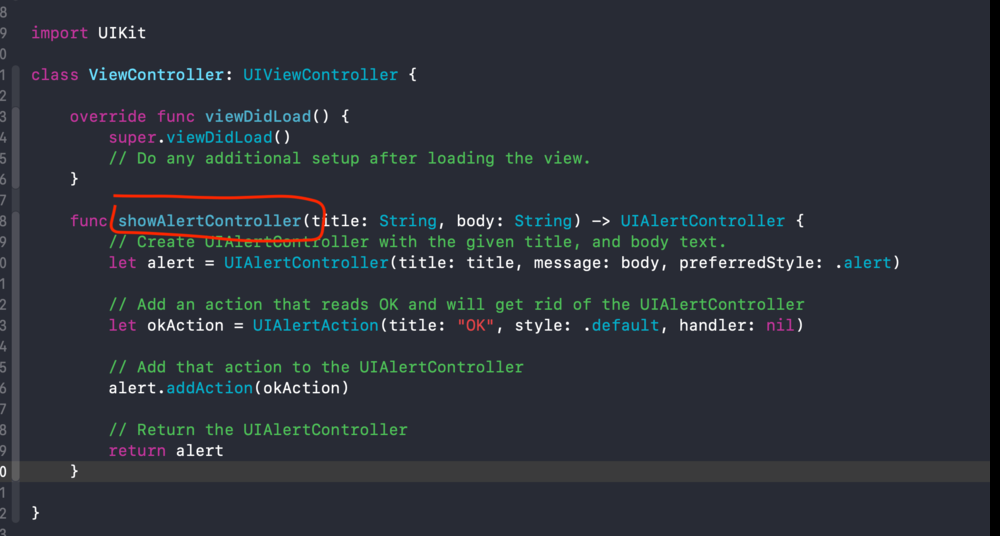 8
9 import UIKit
0
1 class ViewController: UIViewController {
2
3 override func viewDidLoad() {
4 super.viewDidLoad()
5 // Do any additional setup after loading the view.
6 }
7
8 func showAlertController(title: String, body: String) -> UIAlertController {
9 // Create UIAlertController with the given title, and body text.
0 let alert = UIAlertController(title: title, message: body, preferredStyle: .alert)
1
2 // Add an action that reads OK and will get rid of the UIAlertController
3 let okAction = UIAlertAction(title: "OK", style: .default, handler: nil)
4
5 // Add that action to the UIAlertController
6 alert.addAction(okAction)
7
8 // Return the UIAlertController
9 return alert
0 }
1
2 }
3